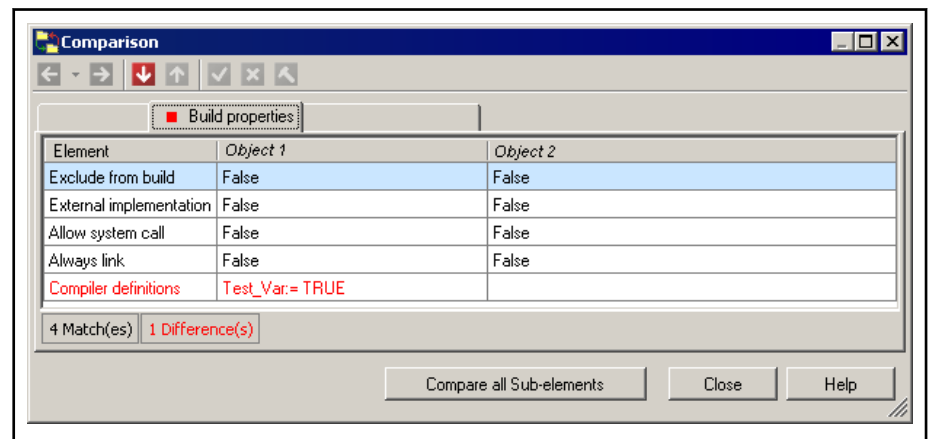 Comparison
Build properties
Element Object 1 Object 2
Exclude from build False False
External implementation False False
Allow system call False False
Always link False False
Compiler definitions Test_Var:= TRUE
4 Match(es) 1 Difference(s)
Compare all Sub-elements Close Help